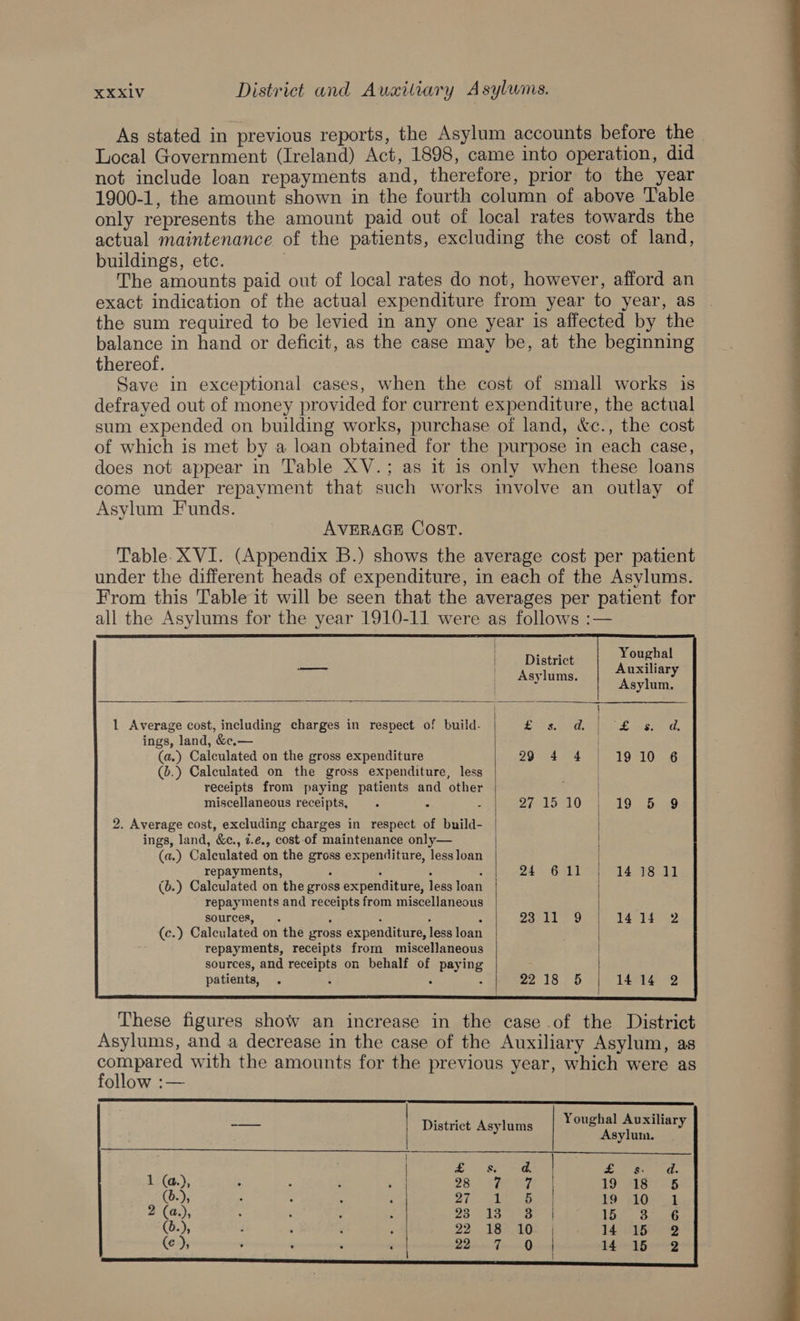 xxxiv District and Auxiliary Asylums.
As stated in previous reports, the Asylum accounts before the
Local Government (Ireland) Act, 1898, came into operation, did
not include loan repayments and, therefore, prior to the year
1900-1, the amount shown in the fourth column of above Table
only represents the amount paid out of local rates towards the
actual maintenance of the patients, excluding the cost of land,
buildings, etc.
The amounts paid out of local rates do not, however, afford an
exact indication of the actual expenditure from year to year, as
the sum required to be levied in any one year is affected by the
balance in hand or deficit, as the case may be, at the beginning
thereof.
Save in exceptional cases, when the cost of small works is
defrayed out of money provided for current expenditure, the actual
sum expended on building works, purchase of land, &c., the cost
of which is met by a loan obtained for the purpose in each case,
does not appear in Table XV.; as it is only when these loans
come under repayment that such works involve an outlay of
Asylum Funds.
AVERAGE COST.
Table XVI. (Appendix B.) shows the average cost per patient
under the different heads of expenditure, in each of the Asylums.
From this Table it will be seen that the averages per patient for
all the Asylums for the year 1910-11 were as follows :—
— District Asylums. Youghal Auxiliary Asylum.
1 Average cost, including charges in respect of build- £ s. d. £ s. d.
ings, land, &c.—
(a.) Calculated on the gross expenditure 29 4 4 19 10 6
(b.) Calculated on the gross expenditure, less
receipts from paying patients and other
miscellaneous receipts, . . - 27 15 10 19 5 9
2. Average cost, excluding charges in respect of build-
ings, land, &c., i.e., cost of maintenance only—
(a.) Calculated on the gross expenditure, less loan
repayments, . . . 24 6 11 14 18 11
(b.) Calculated on the gross expenditure, less loan
repayments and receipts from miscellaneous
sources, . . . . 23 11 9 14 14 2
(c.) Calculated on the gross expenditure, less loan
repayments, receipts from miscellaneous
sources, and receipts on behalf of paying
patients, . . . . 22 18 5 14 14 2
These figures show an increase in the case of the District
Asylums, and a decrease in the case of the Auxiliary Asylum, as
compared with the amounts for the previous year, which were as
follow :—
— District Asylums Youghal Auxiliary Asylum.
£ s. d. £ s. d.
1 (a.), . . . . 28 7 7 19 18 5
(b.), . . . . 27 1 5 19 10 1
2 (a.), . . . . 23 13 3 15 3 6
(b.), . . . . 22 18 10 14 15 2
(c ), . . . . 22 7 0 14 15 2